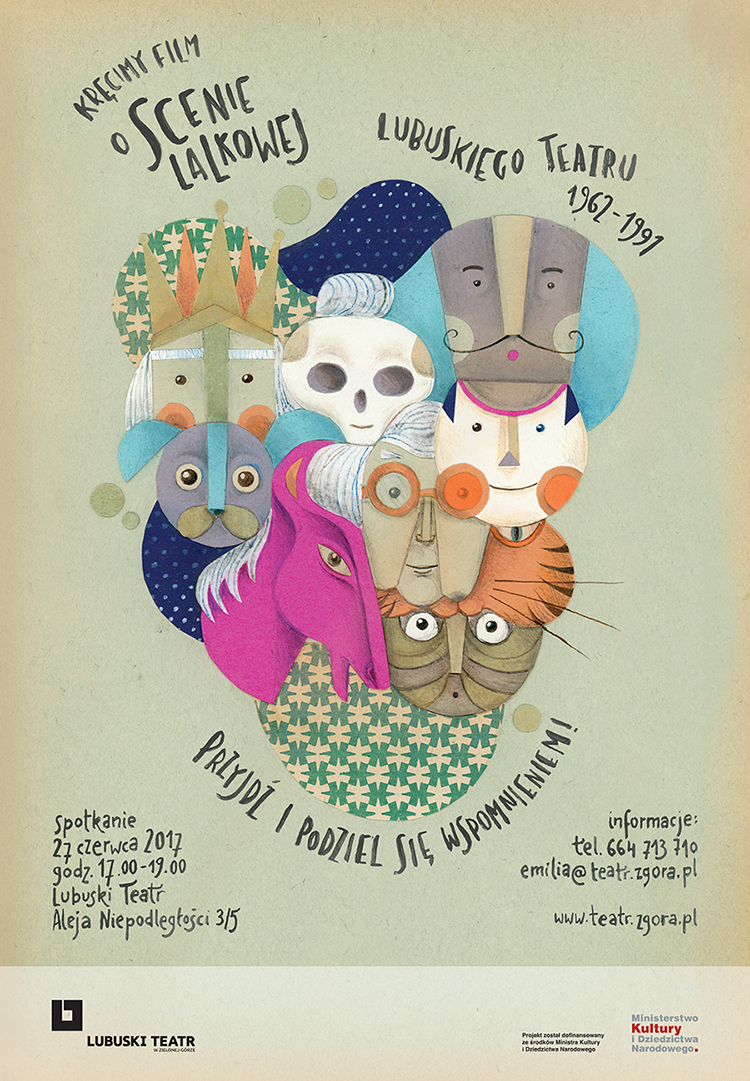 KRĘCIMY FILM
O SCENIE
LALKOWEJ
LUBUSKIEGO TEATRU
1962-1991
PRZYJDŹ I PODZIEL SIĘ WSPOMNIENIEM!
spotkanie
27 czerwca 2017
godz. 17.00-19.00
Lubuski Teatr
Aleja Niepodległości 3/5
informacje:
tel. 664 713 710
emilia@teatr.zgora.pl
www.teatr.zgora.pl
LUBUSKI TEATR
W ZIELONEJ GÓRZE
Projekt został dofinansowany
ze środków Ministra Kultury
i Dziedzictwa Narodowego
Ministerstwo
Kultury
i Dziedzictwa
Narodowego.